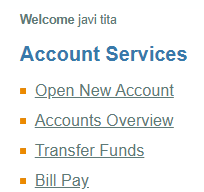 Welcome javi tita
Account Services
Open New Account
Accounts Overview
Transfer Funds
Bill Pay